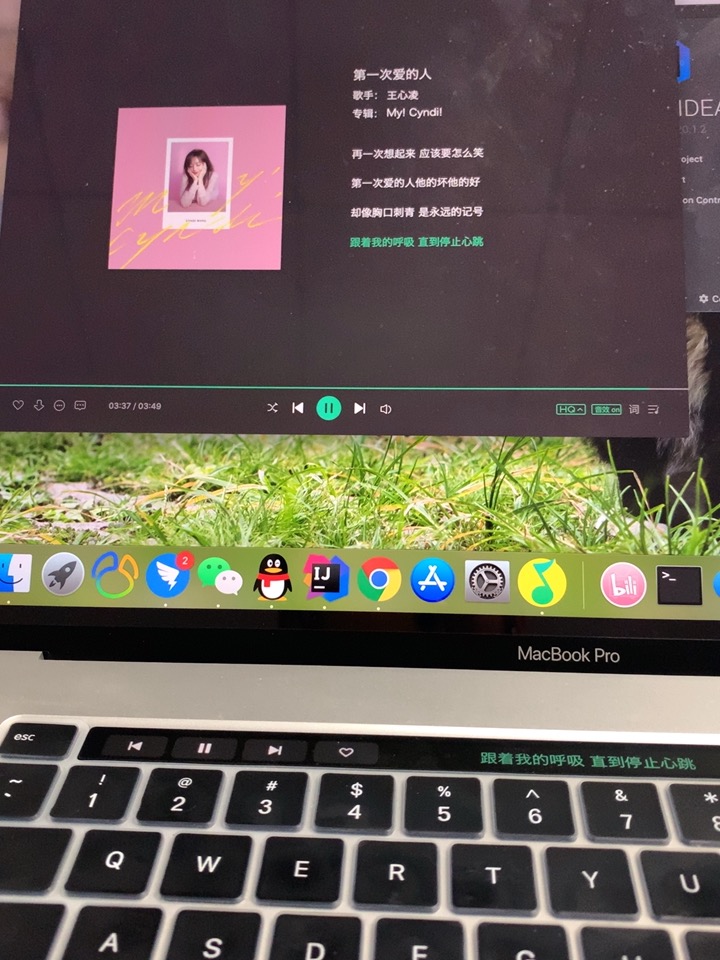 第一次爱的人
歌手： 王心凌
专辑： My! Cyndi!
再一次想起来 应该要怎么笑
第一次爱的人他的坏他的好
却像胸口刺青 是永远的记号
跟着我的呼吸 直到停止心跳
My!
Cyndi!
IDEA
oject
t
on Contr
03:37 / 03:49
HQ
音效 on
词
2
IJ
bili
>_
MacBook Pro
esc
跟着我的呼吸 直到停止心跳
~ ! @ # $ % ^ & *
1 2 3 4 5 6 7 8
Q W E R T Y U
A S D F G H J